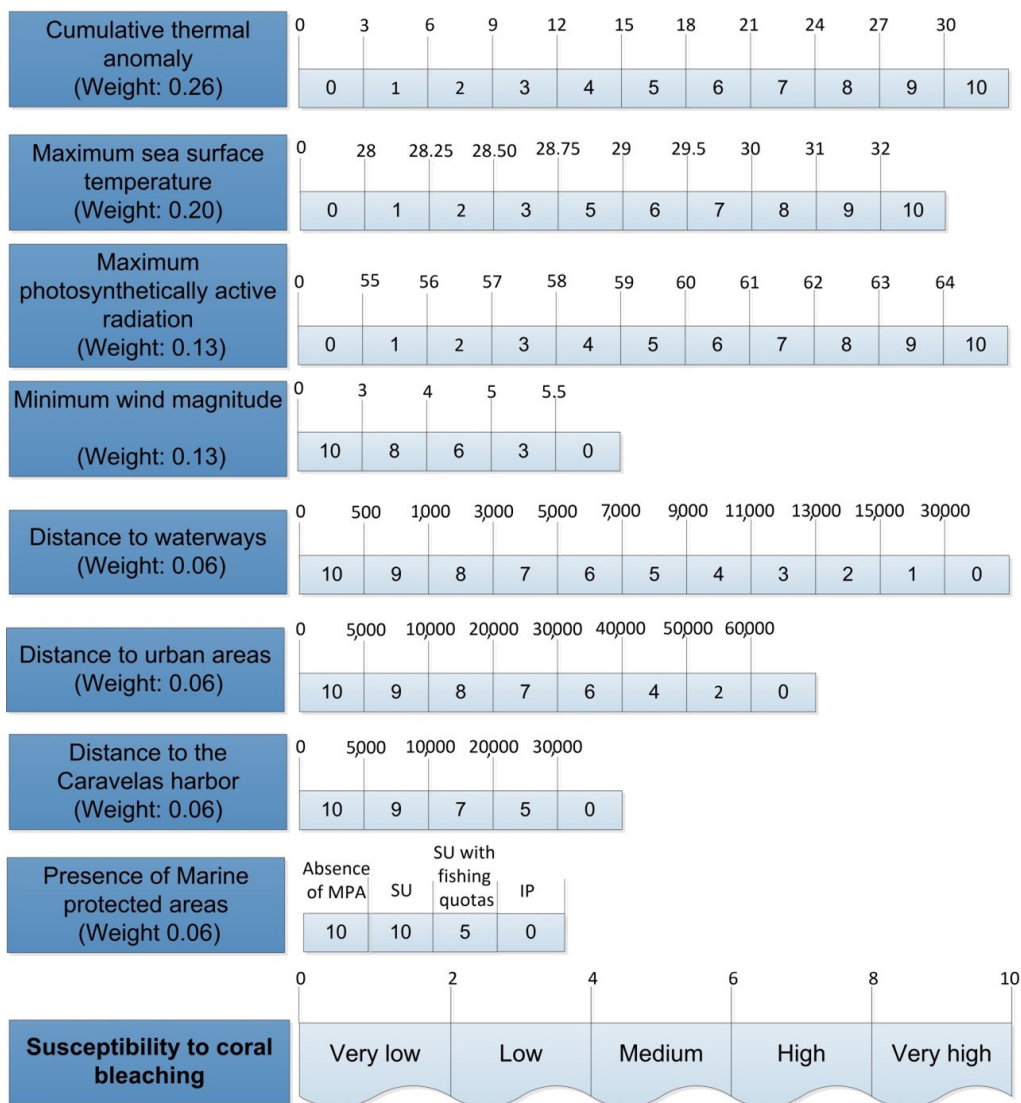 Cumulative thermal
anomaly
(Weight: 0.26)
0 3 6 9 12 15 18 21 24 27 30
0 1 2 3 4 5 6 7 8 9 10
Maximum sea surface
temperature
(Weight: 0.20)
0 28 28.25 28.50 28.75 29 29.5 30 31 32
0 1 2 3 5 6 7 8 9 10
Maximum
photosynthetically active
radiation
(Weight: 0.13)
0 55 56 57 58 59 60 61 62 63 64
0 1 2 3 4 5 6 7 8 9 10
Minimum wind magnitude
(Weight: 0.13)
0 3 4 5 5.5
10 8 6 3 0
Distance to waterways
(Weight: 0.06)
0 500 1,000 3,000 5,000 7,000 9,000 11,000 13,000 15,000 30,000
10 9 8 7 6 5 4 3 2 1 0
Distance to urban areas
(Weight: 0.06)
0 5,000 10,000 20,000 30,000 40,000 50,000 60,000
10 9 8 7 6 4 2 0
Distance to the
Caravelas harbor
(Weight: 0.06)
0 5,000 10,000 20,000 30,000
10 9 7 5 0
Presence of Marine
protected areas
(Weight 0.06)
Absence
of MPA
SU
SU with
fishing
quotas
IP
10 10 5 0
Susceptibility to coral
bleaching
0 2 4 6 8 10
Very low Low Medium High Very high